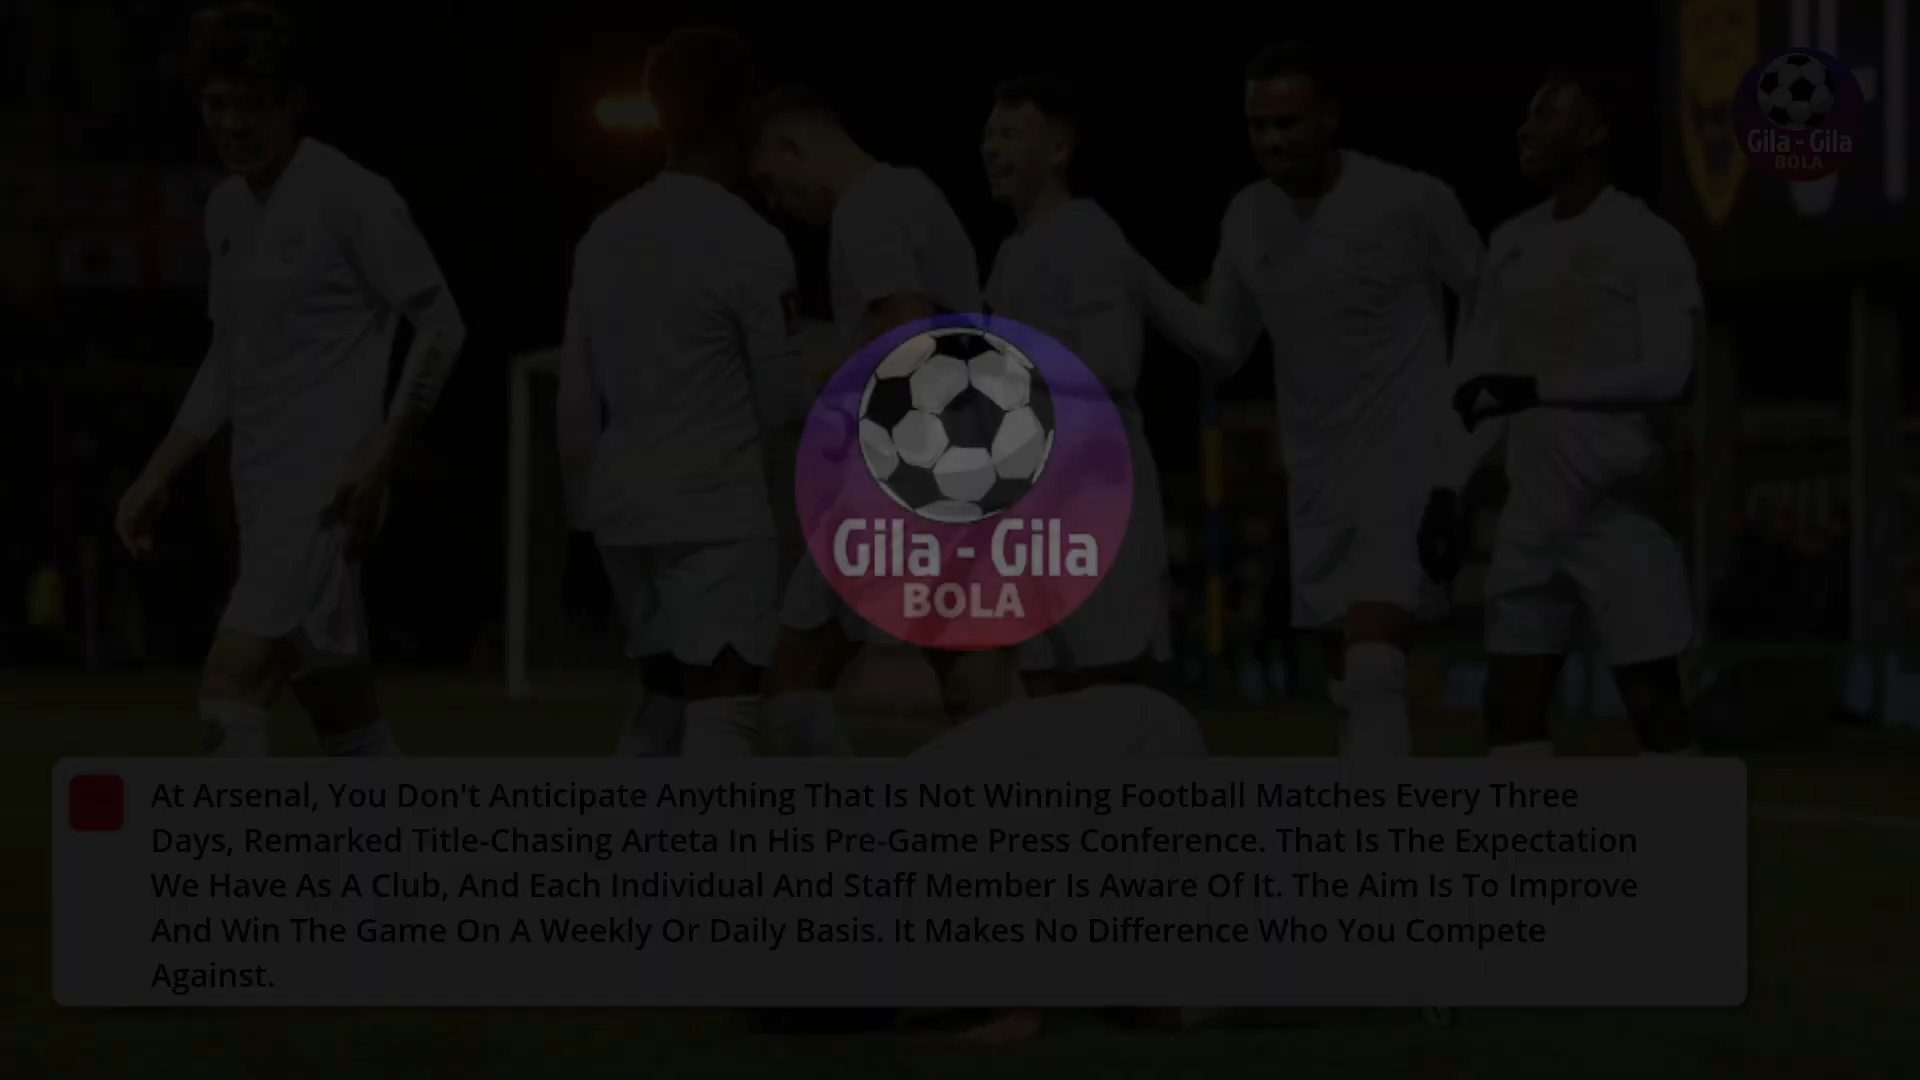 Gila - Gila
BOLA
Gila - Gila
BOLA
At Arsenal, You Don't Anticipate Anything That Is Not Winning Football Matches Every Three
Days, Remarked Title-Chasing Arteta In His Pre-Game Press Conference. That Is The Expectation
We Have As A Club, And Each Individual And Staff Member Is Aware Of It. The Aim Is To Improve
And Win The Game On A Weekly Or Daily Basis. It Makes No Difference Who You Compete
Against.